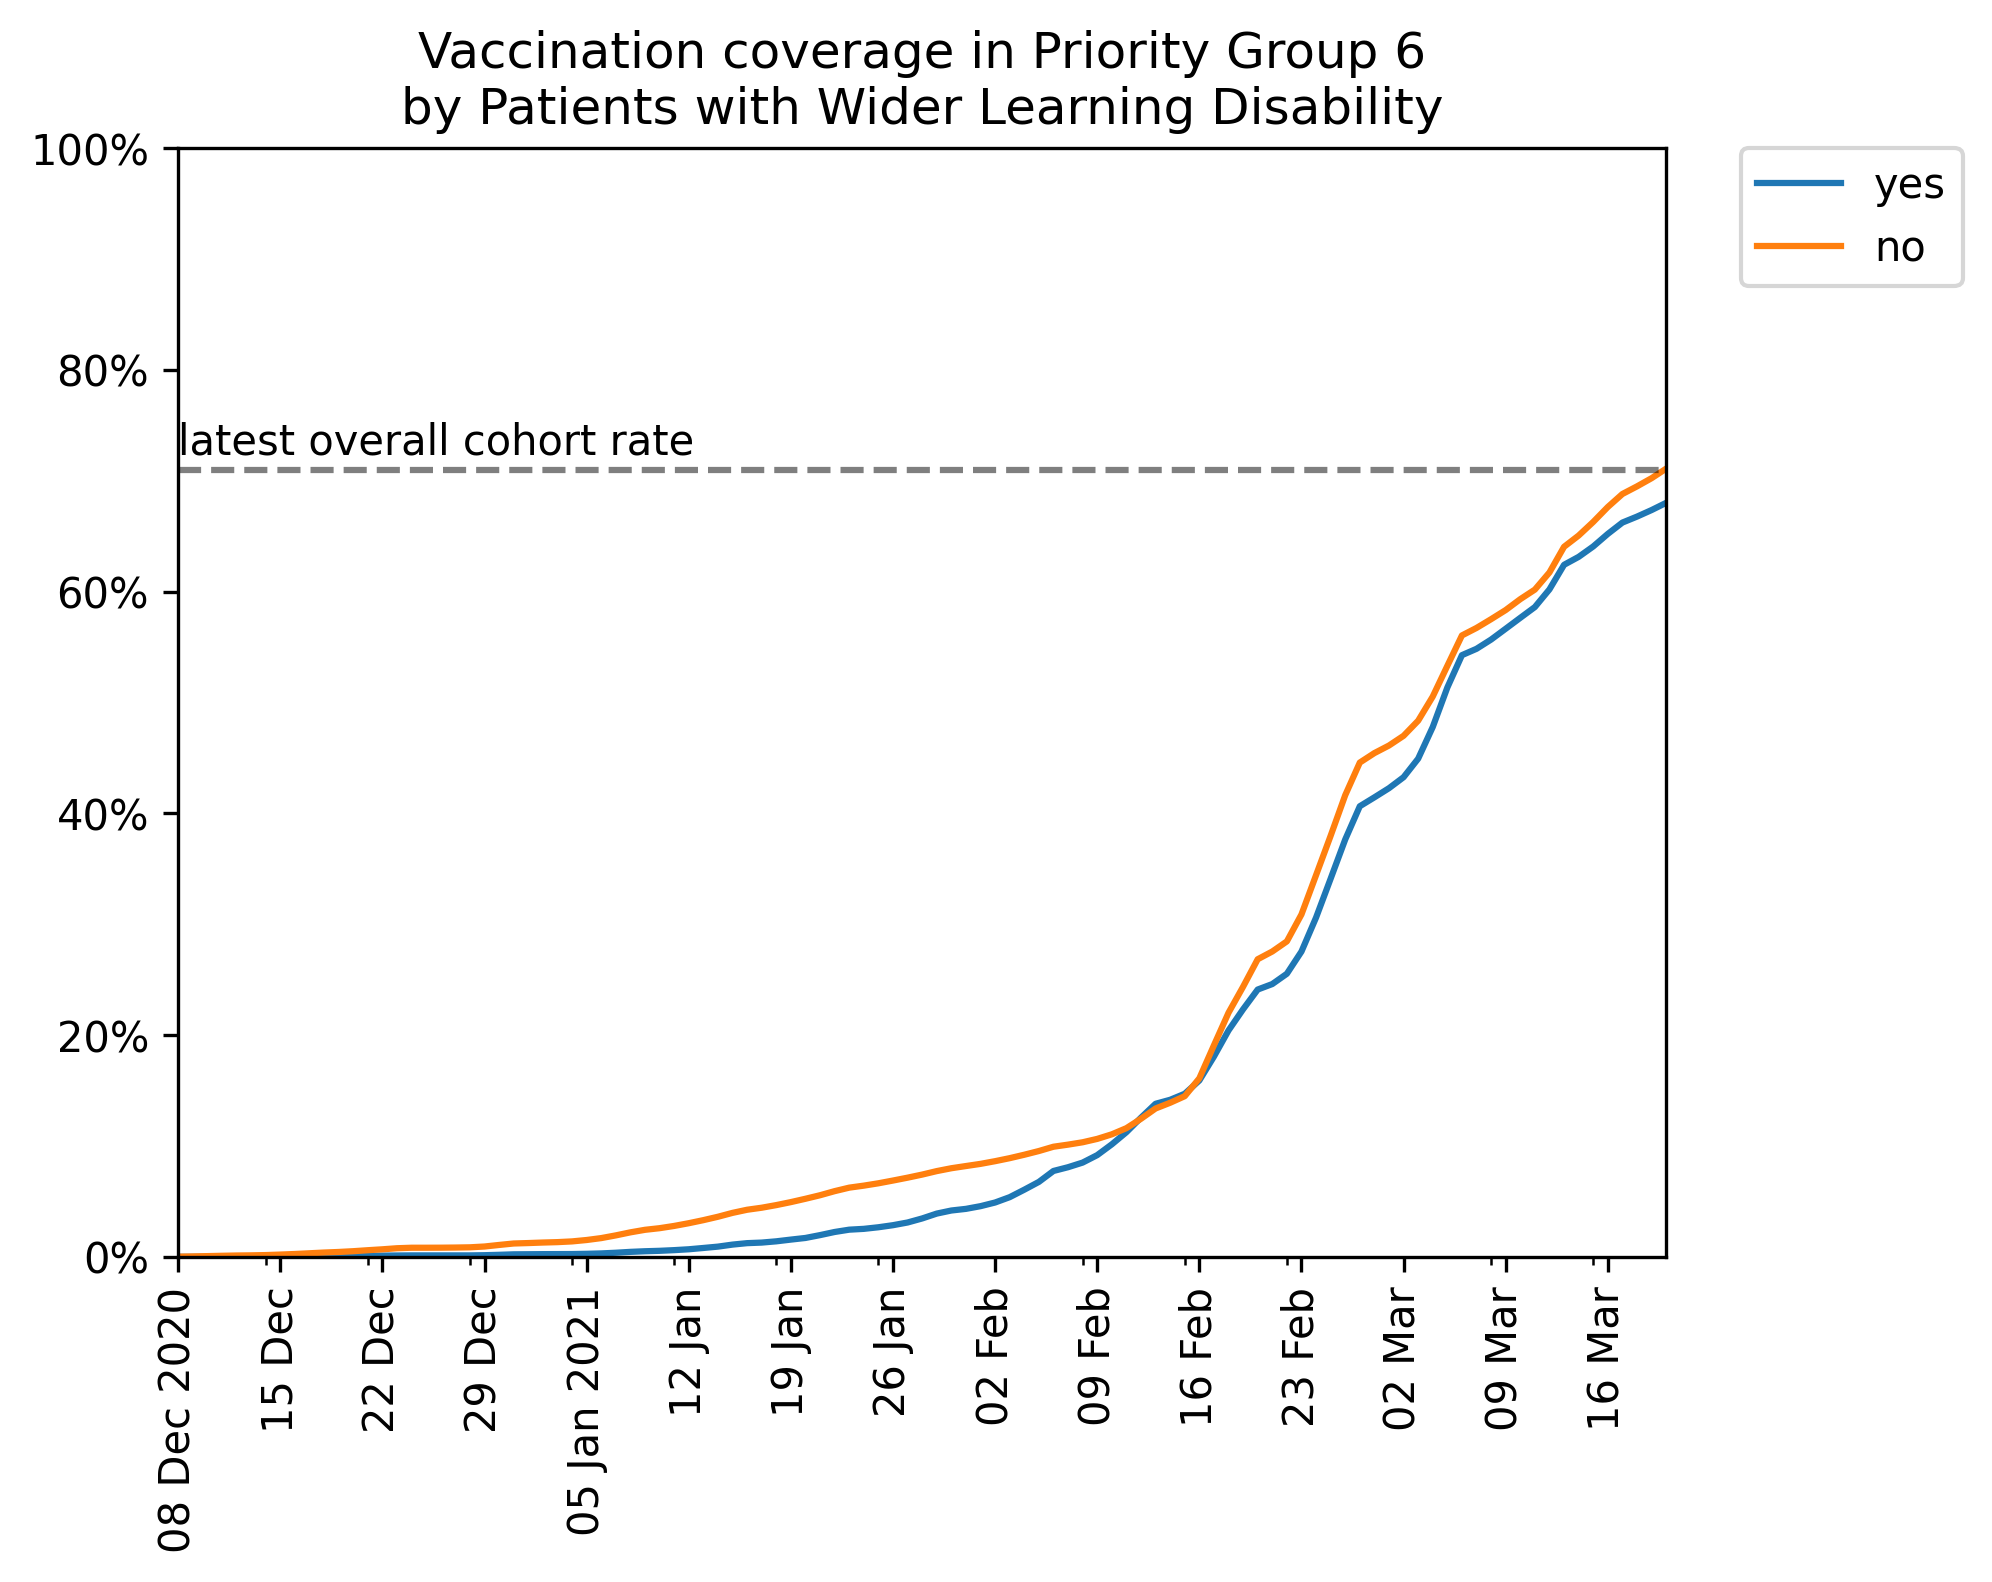 Vaccination coverage in Priority Group 6
by Patients with Wider Learning Disability
100%
80%
60%
40%
20%
0%
latest overall cohort rate
yes
no
08 Dec 2020
15 Dec
22 Dec
29 Dec
05 Jan 2021
12 Jan
19 Jan
26 Jan
02 Feb
09 Feb
16 Feb
23 Feb
02 Mar
09 Mar
16 Mar